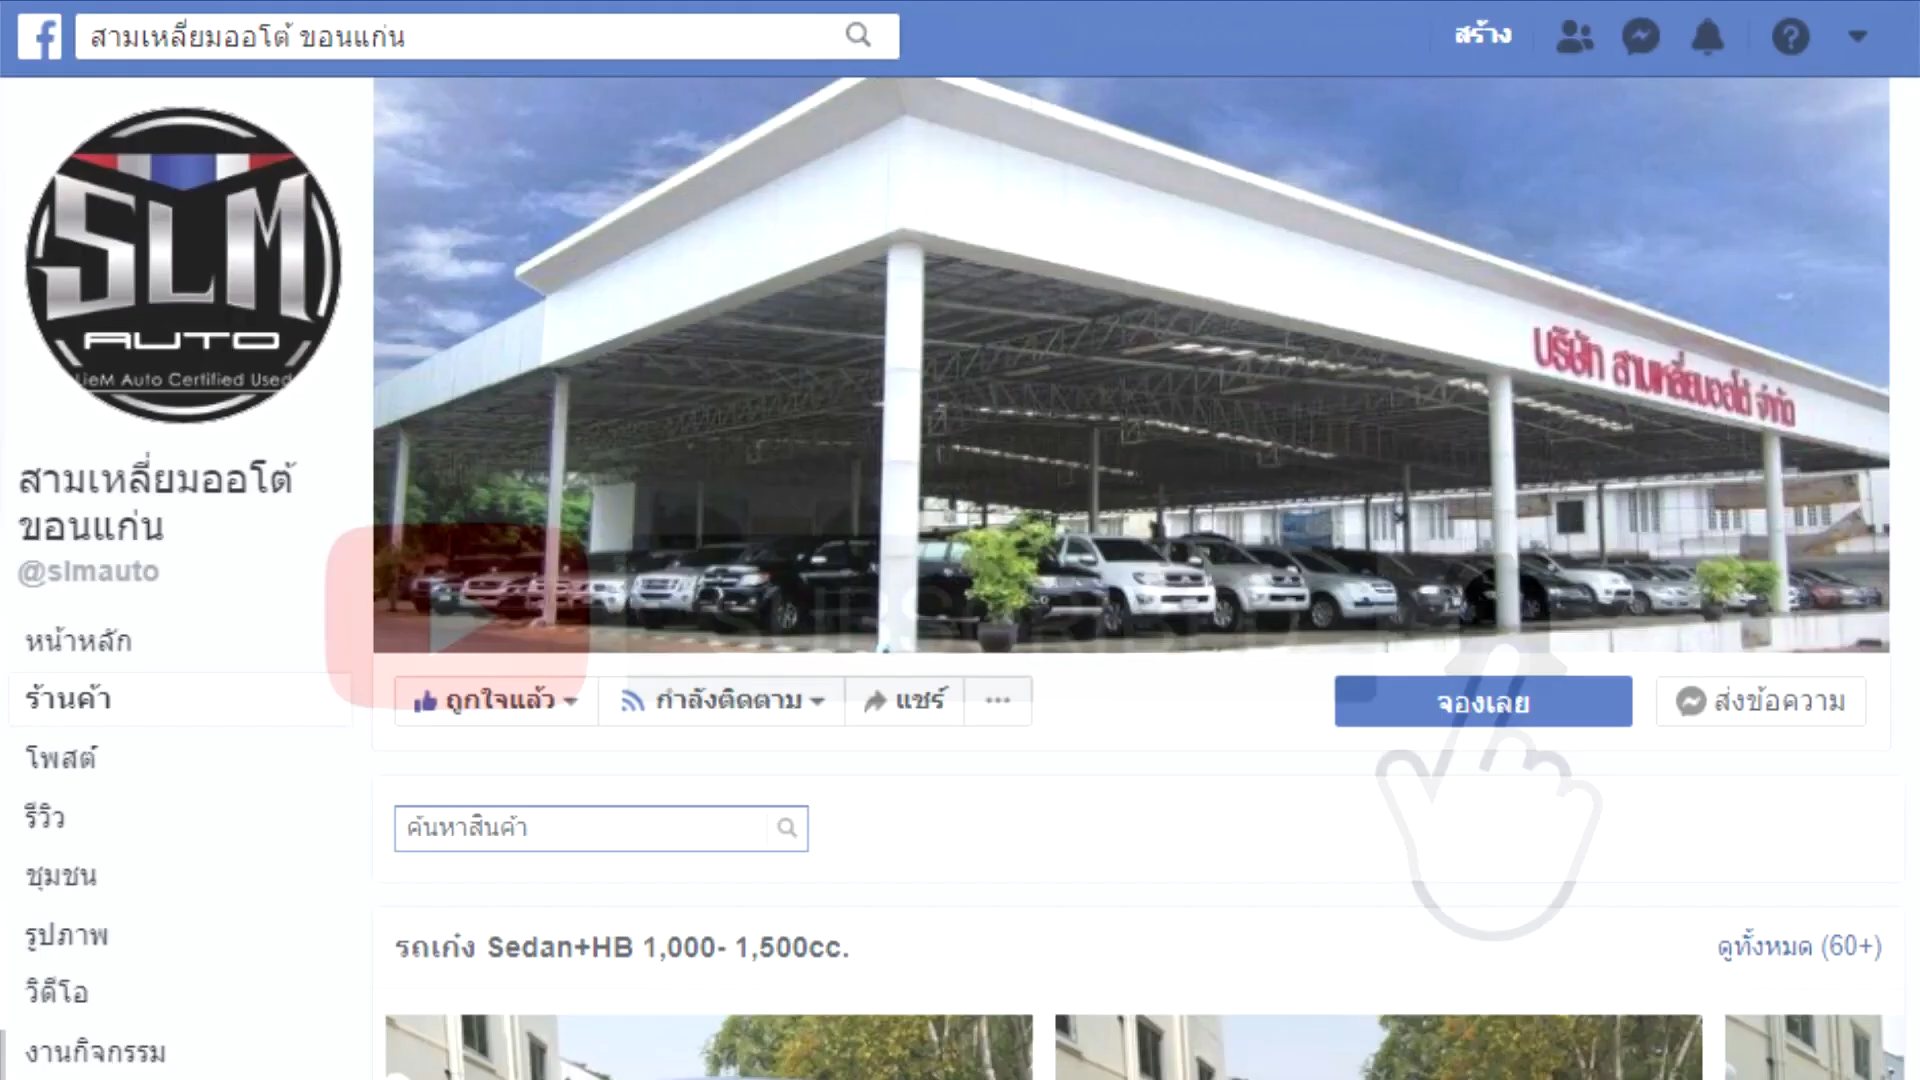 สามเหลี่ยมออโต้ ขอนแก่น
สร้าง
SLM
AUTO
LieM Auto Certified Used
บริษัท สามเหลี่ยมออโต้ จำกัด
สามเหลี่ยมออโต้
ขอนแก่น
@slmauto
หน้าหลัก
ร้านค้า
โพสต์
รีวิว
ชุมชน
รูปภาพ
วิดีโอ
งานกิจกรรม
SUBSCRIBED
ถูกใจแล้ว
กำลังติดตาม
แชร์
จองเลย
ส่งข้อความ
ค้นหาสินค้า
รถเก๋ง Sedan+HB 1,000- 1,500cc.
ดูทั้งหมด (60+)